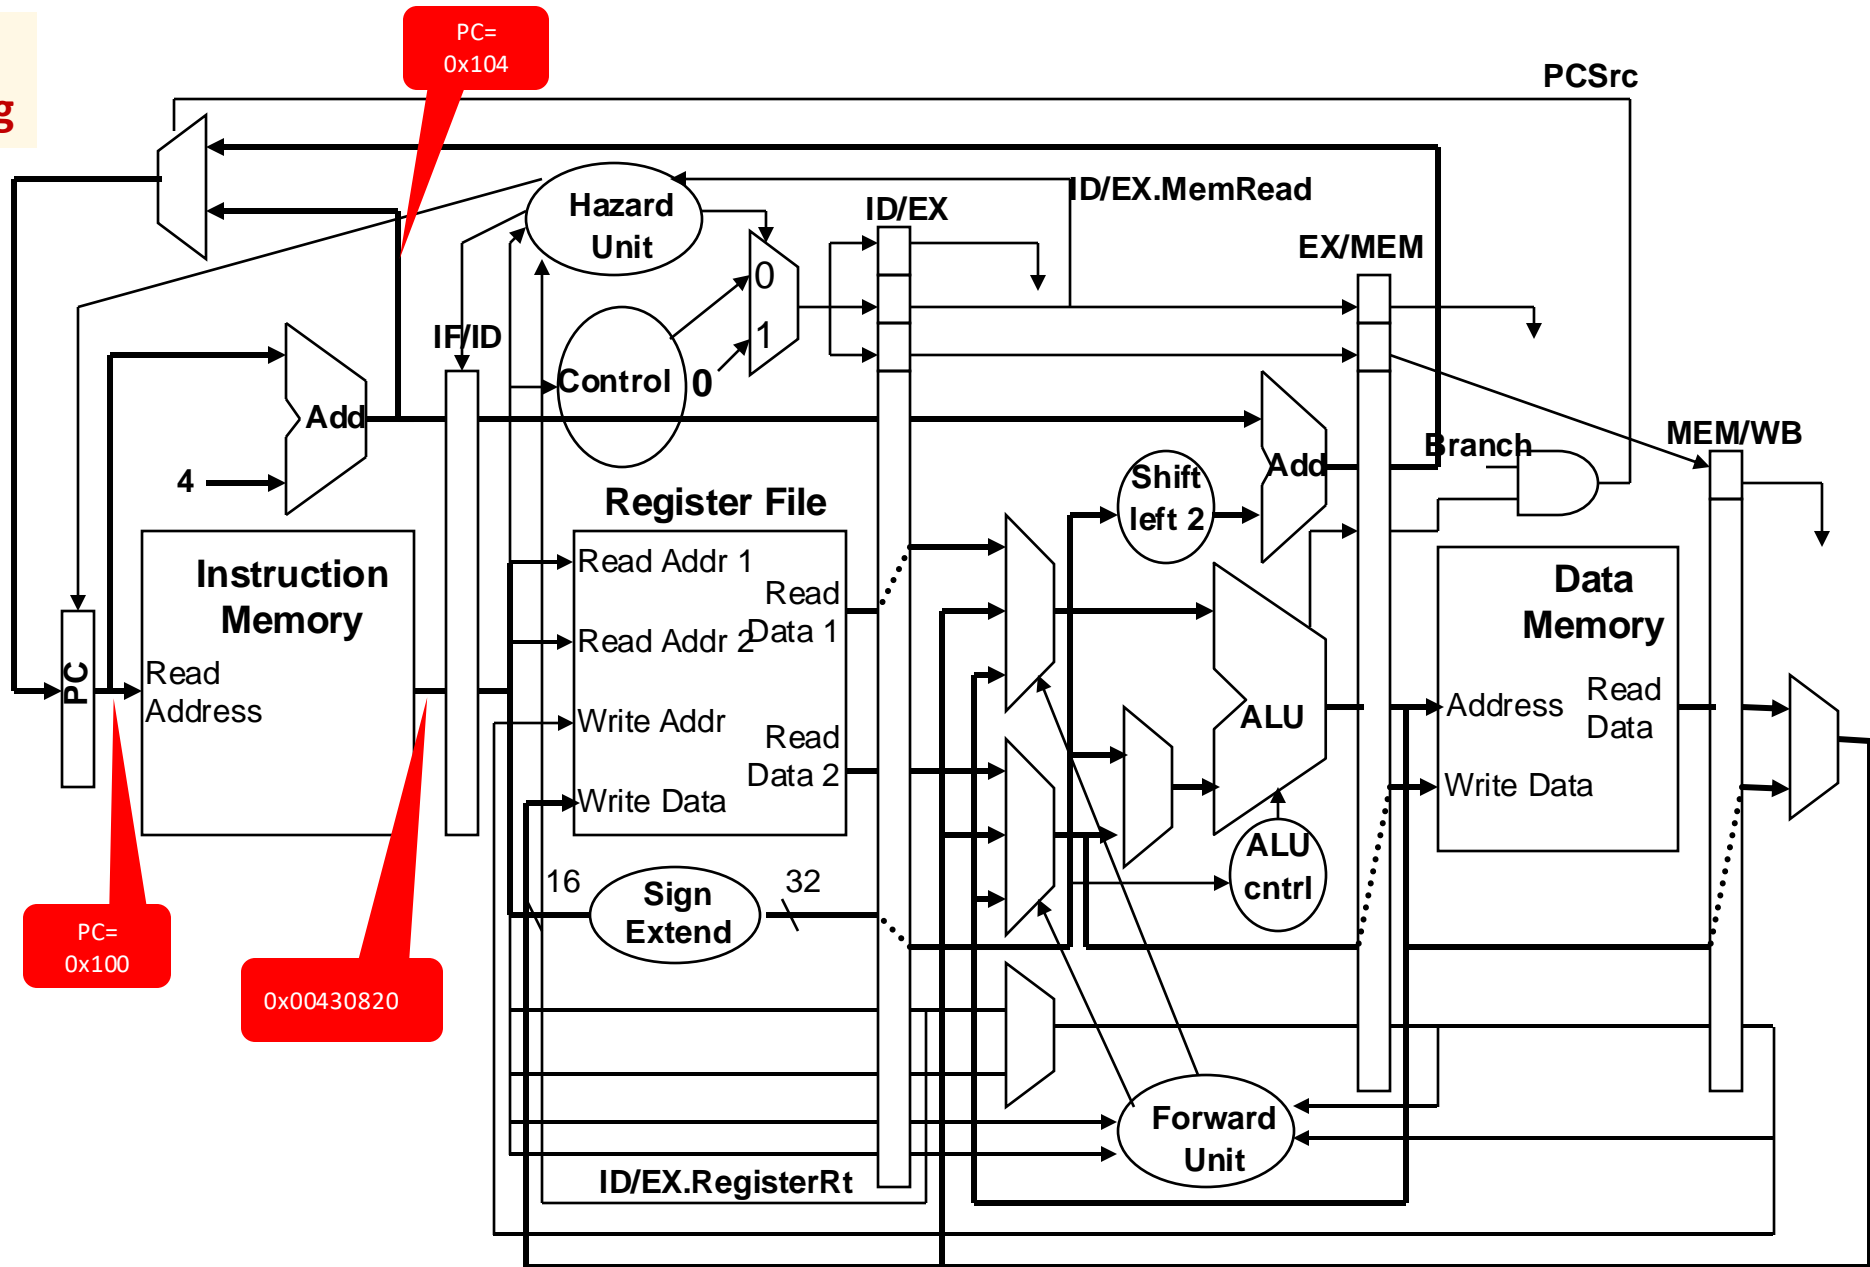 g
PC=
0x104
PCSrc
ID/EX.MemRead
Hazard
Unit
ID/EX
EX/MEM
0
1
IF/ID
Control
0
Add
4
Branch
MEM/WB
Shift
left 2
Add
Register File
Instruction
Memory
Read Addr 1
Read
Data 1
Read Addr 2
Data
Memory
PC
Read
Address
Write Addr
Read
Data 2
Write Data
ALU
Address
Read
Data
Write Data
ALU
cntrl
16
Sign
Extend
32
PC=
0x100
0x00430820
Forward
Unit
ID/EX.RegisterRt